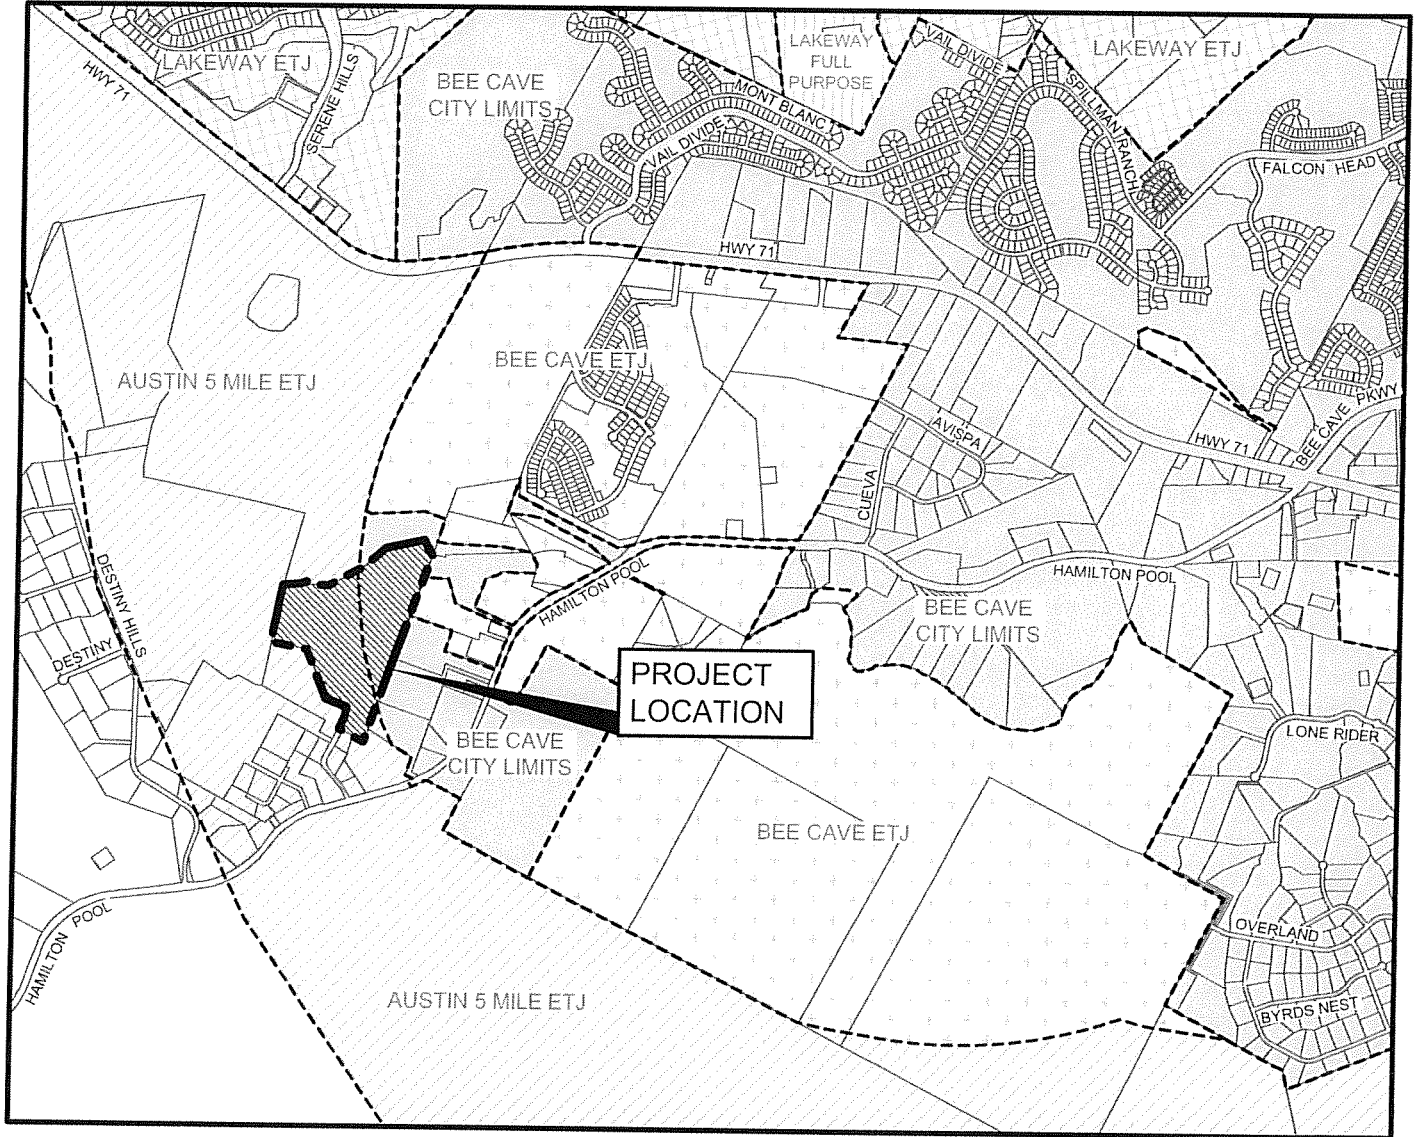 LAKEWAY ETJ
HWY 71
SERENE HILLS
BEE CAVE
CITY LIMITS
LAKEWAY
FULL
PURPOSE
MONT BLANC
VAIL DIVIDE
VAIL DIVIDE
SPILLMAN RANCH
LAKEWAY ETJ
FALCON HEAD
HWY 71
AUSTIN 5 MILE ETJ
BEE CAVE ETJ
AVISPA
CUEVA
HWY 71
BEE CAVE PKWY
DESTINY HILLS
DESTINY
HAMILTON POOL
HAMILTON POOL
BEE CAVE
CITY LIMITS
PROJECT
LOCATION
BEE CAVE
CITY LIMITS
LONE RIDER
BEE CAVE ETJ
HAMILTON POOL
OVERLAND
AUSTIN 5 MILE ETJ
BYRDS NEST